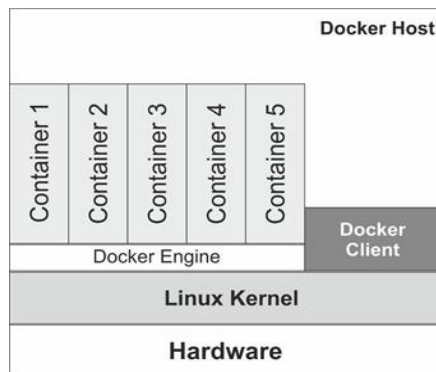 Docker Host
Container 1
Container 2
Container 3
Container 4
Container 5
Docker
Client
Docker Engine
Linux Kernel
Hardware